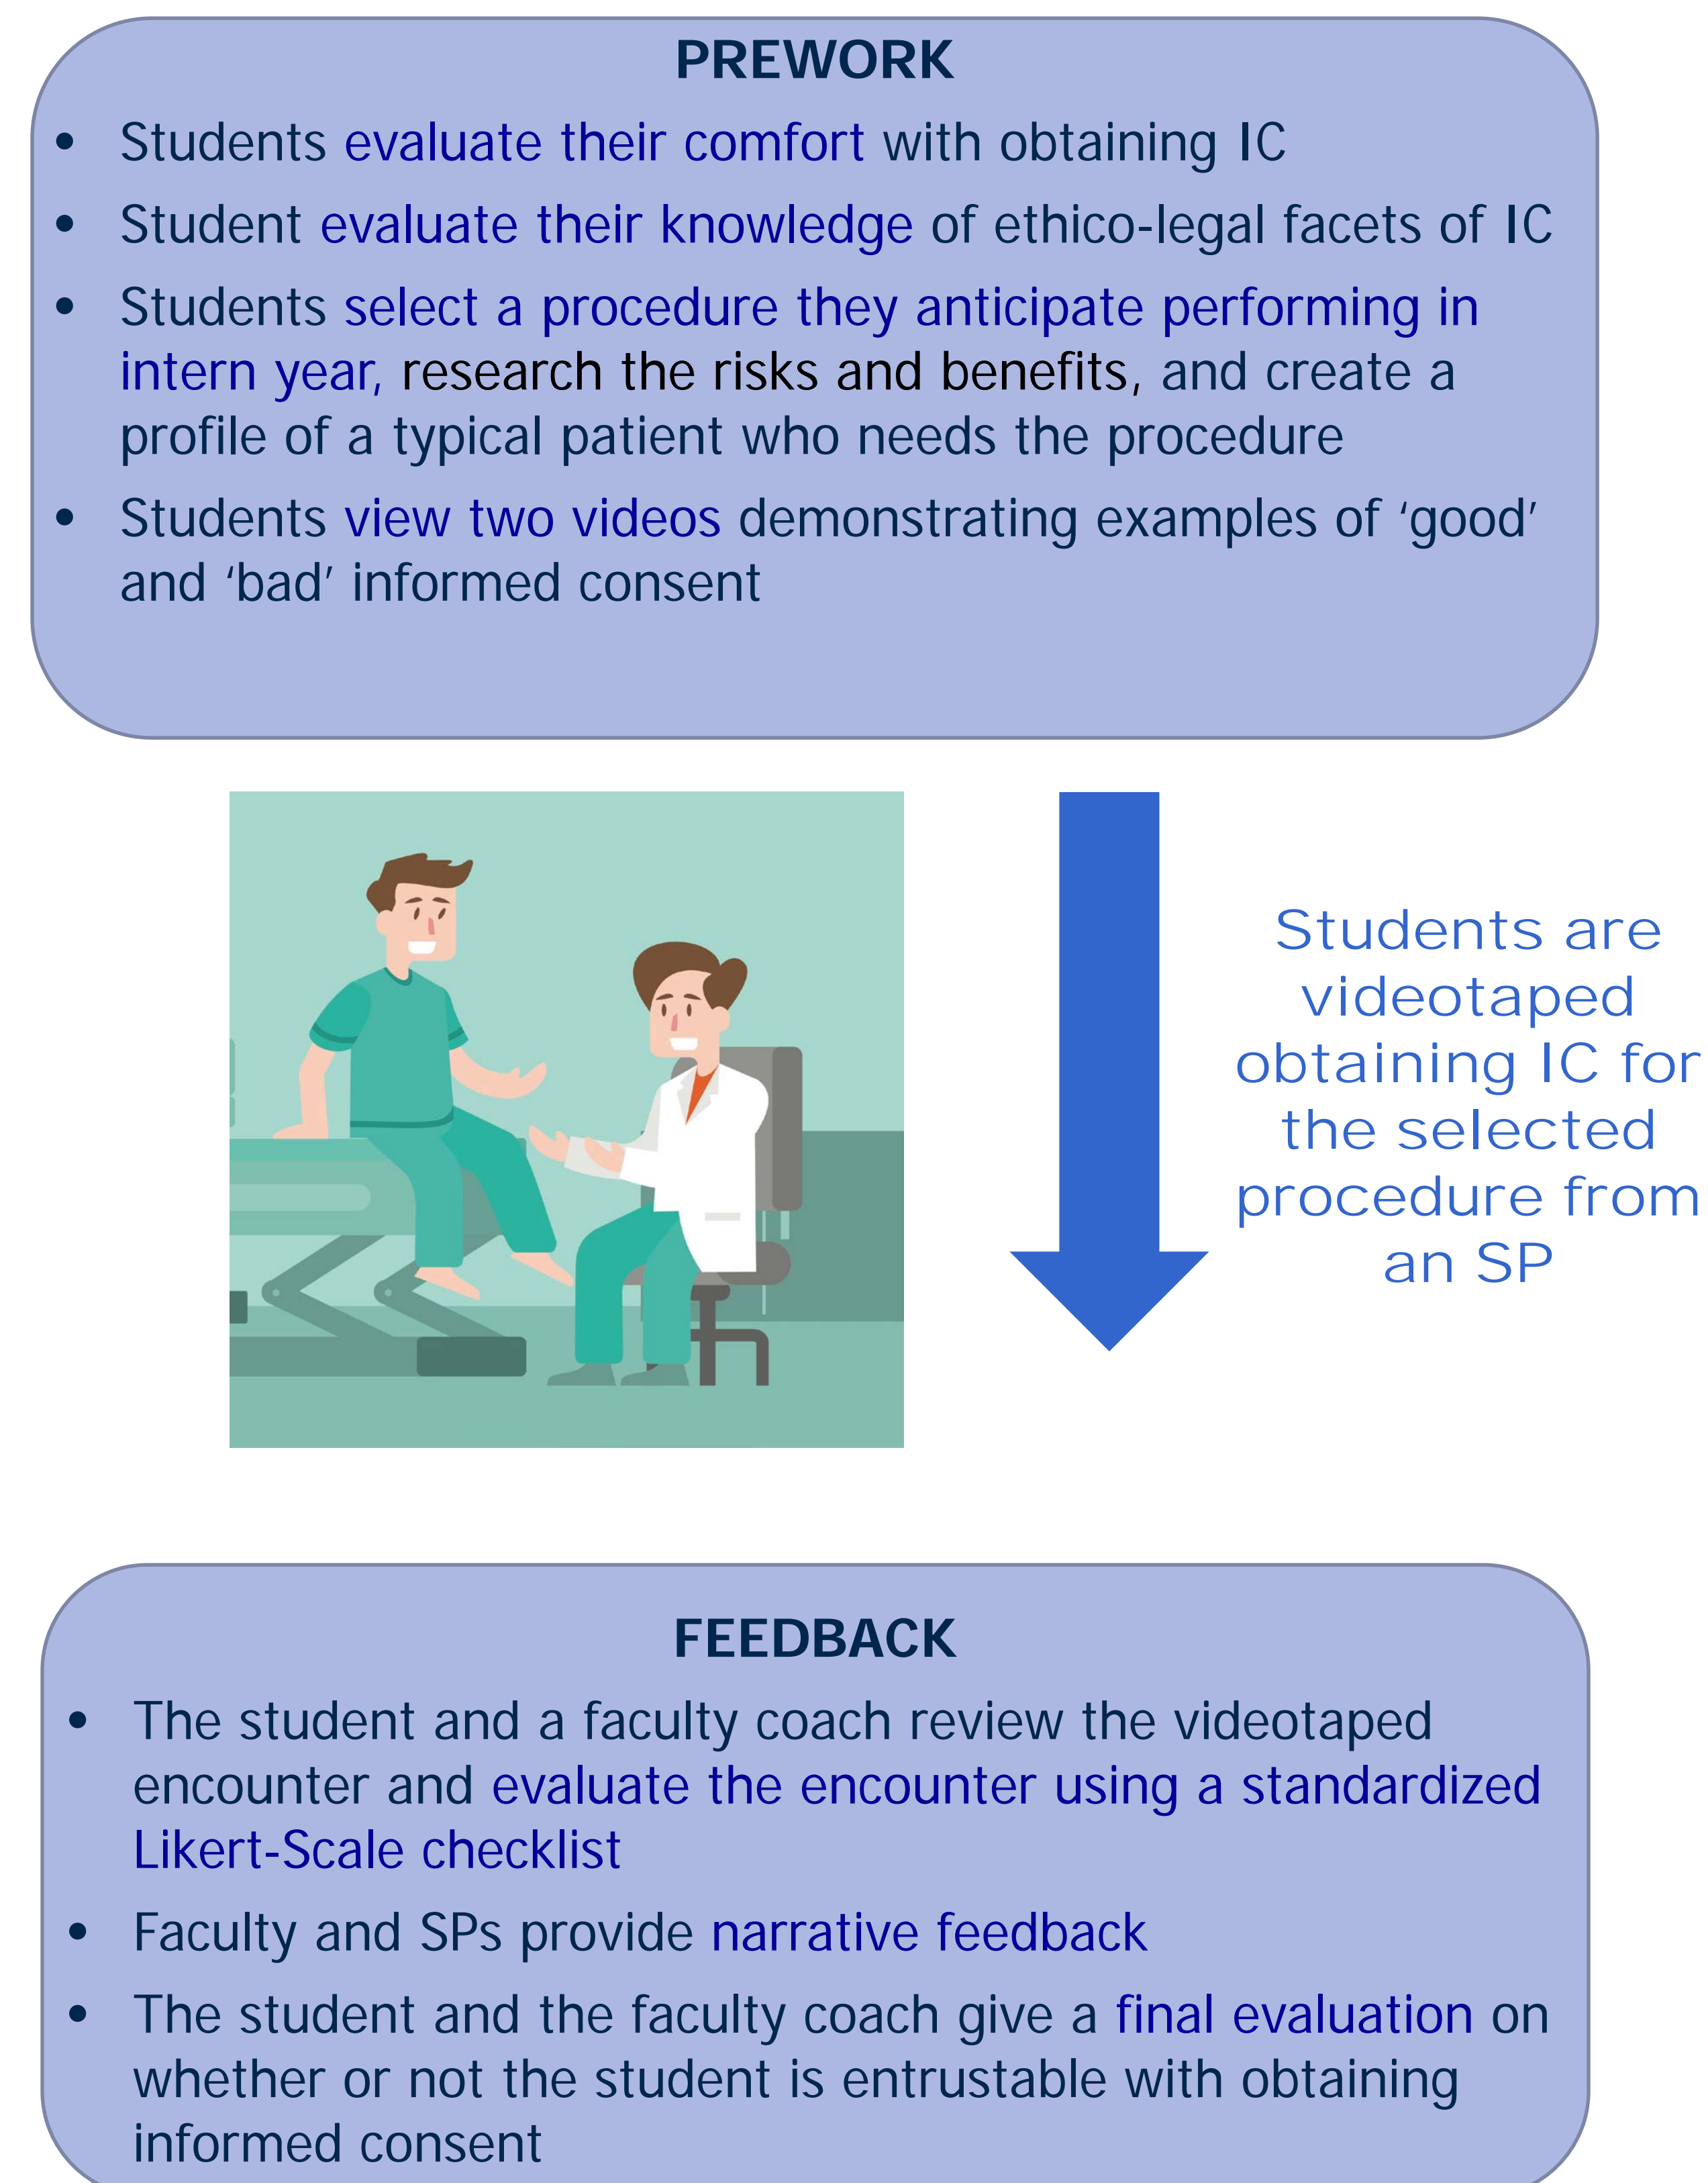 PREWORK
• Students evaluate their comfort with obtaining IC
• Student evaluate their knowledge of ethico-legal facets of IC
• Students select a procedure they anticipate performing in
intern year, research the risks and benefits, and create a
profile of a typical patient who needs the procedure
• Students view two videos demonstrating examples of ‘good’
and ‘bad’ informed consent
Students are
videotaped
obtaining IC for
the selected
procedure from
an SP
FEEDBACK
• The student and a faculty coach review the videotaped
encounter and evaluate the encounter using a standardized
Likert-Scale checklist
• Faculty and SPs provide narrative feedback
• The student and the faculty coach give a final evaluation on
whether or not the student is entrustable with obtaining
informed consent